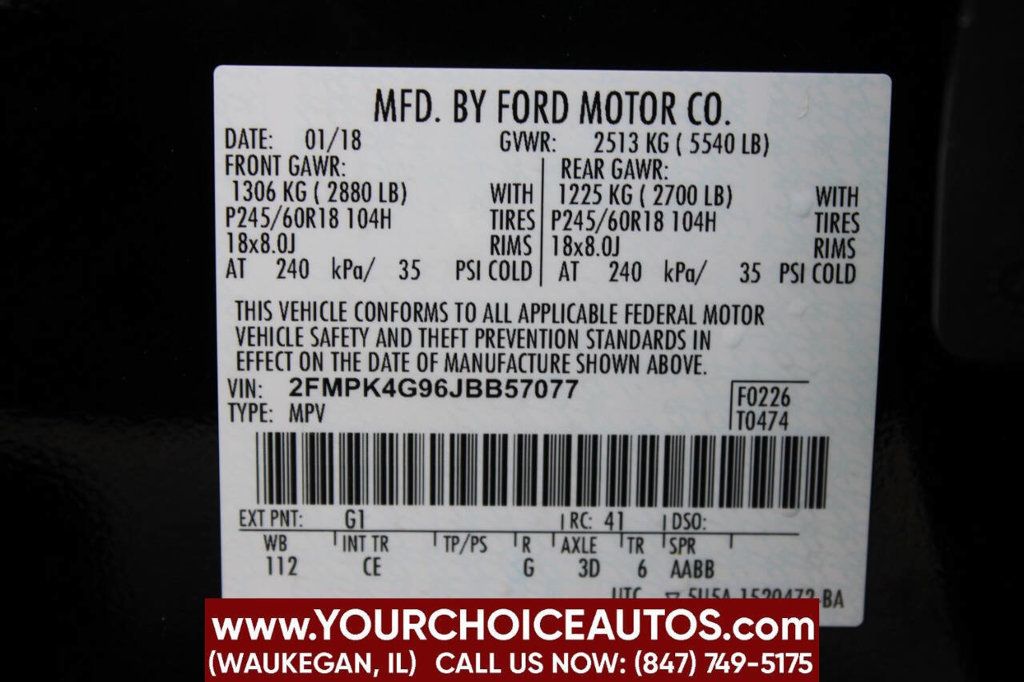 MFD. BY FORD MOTOR CO.
DATE: 01/18 GVWR: 2513 KG ( 5540 LB)
FRONT GAWR: REAR GAWR:
1306 KG ( 2880 LB) WITH 1225 KG ( 2700 LB) WITH
P245/60R18 104H TIRES P245/60R18 104H TIRES
18x8.0J RIMS 18x8.0J RIMS
AT 240 kPa/ 35 PSI COLD AT 240 kPa/ 35 PSI COLD
THIS VEHICLE CONFORMS TO ALL APPLICABLE FEDERAL MOTOR
VEHICLE SAFETY AND THEFT PREVENTION STANDARDS IN
EFFECT ON THE DATE OF MANUFACTURE SHOWN ABOVE.
VIN: 2FMPK4G96JBB57077
F0226
TYPE: MPV T0474
EXT PNT: G1 RC: 41 DSO:
WB INT TR TP/PS R AXLE TR SPR
112 CE G 3D 6 AABB
UTC
www.YOURCHOICEAUTOS.com
(WAUKEGAN, IL) CALL US NOW: (847) 749-5175